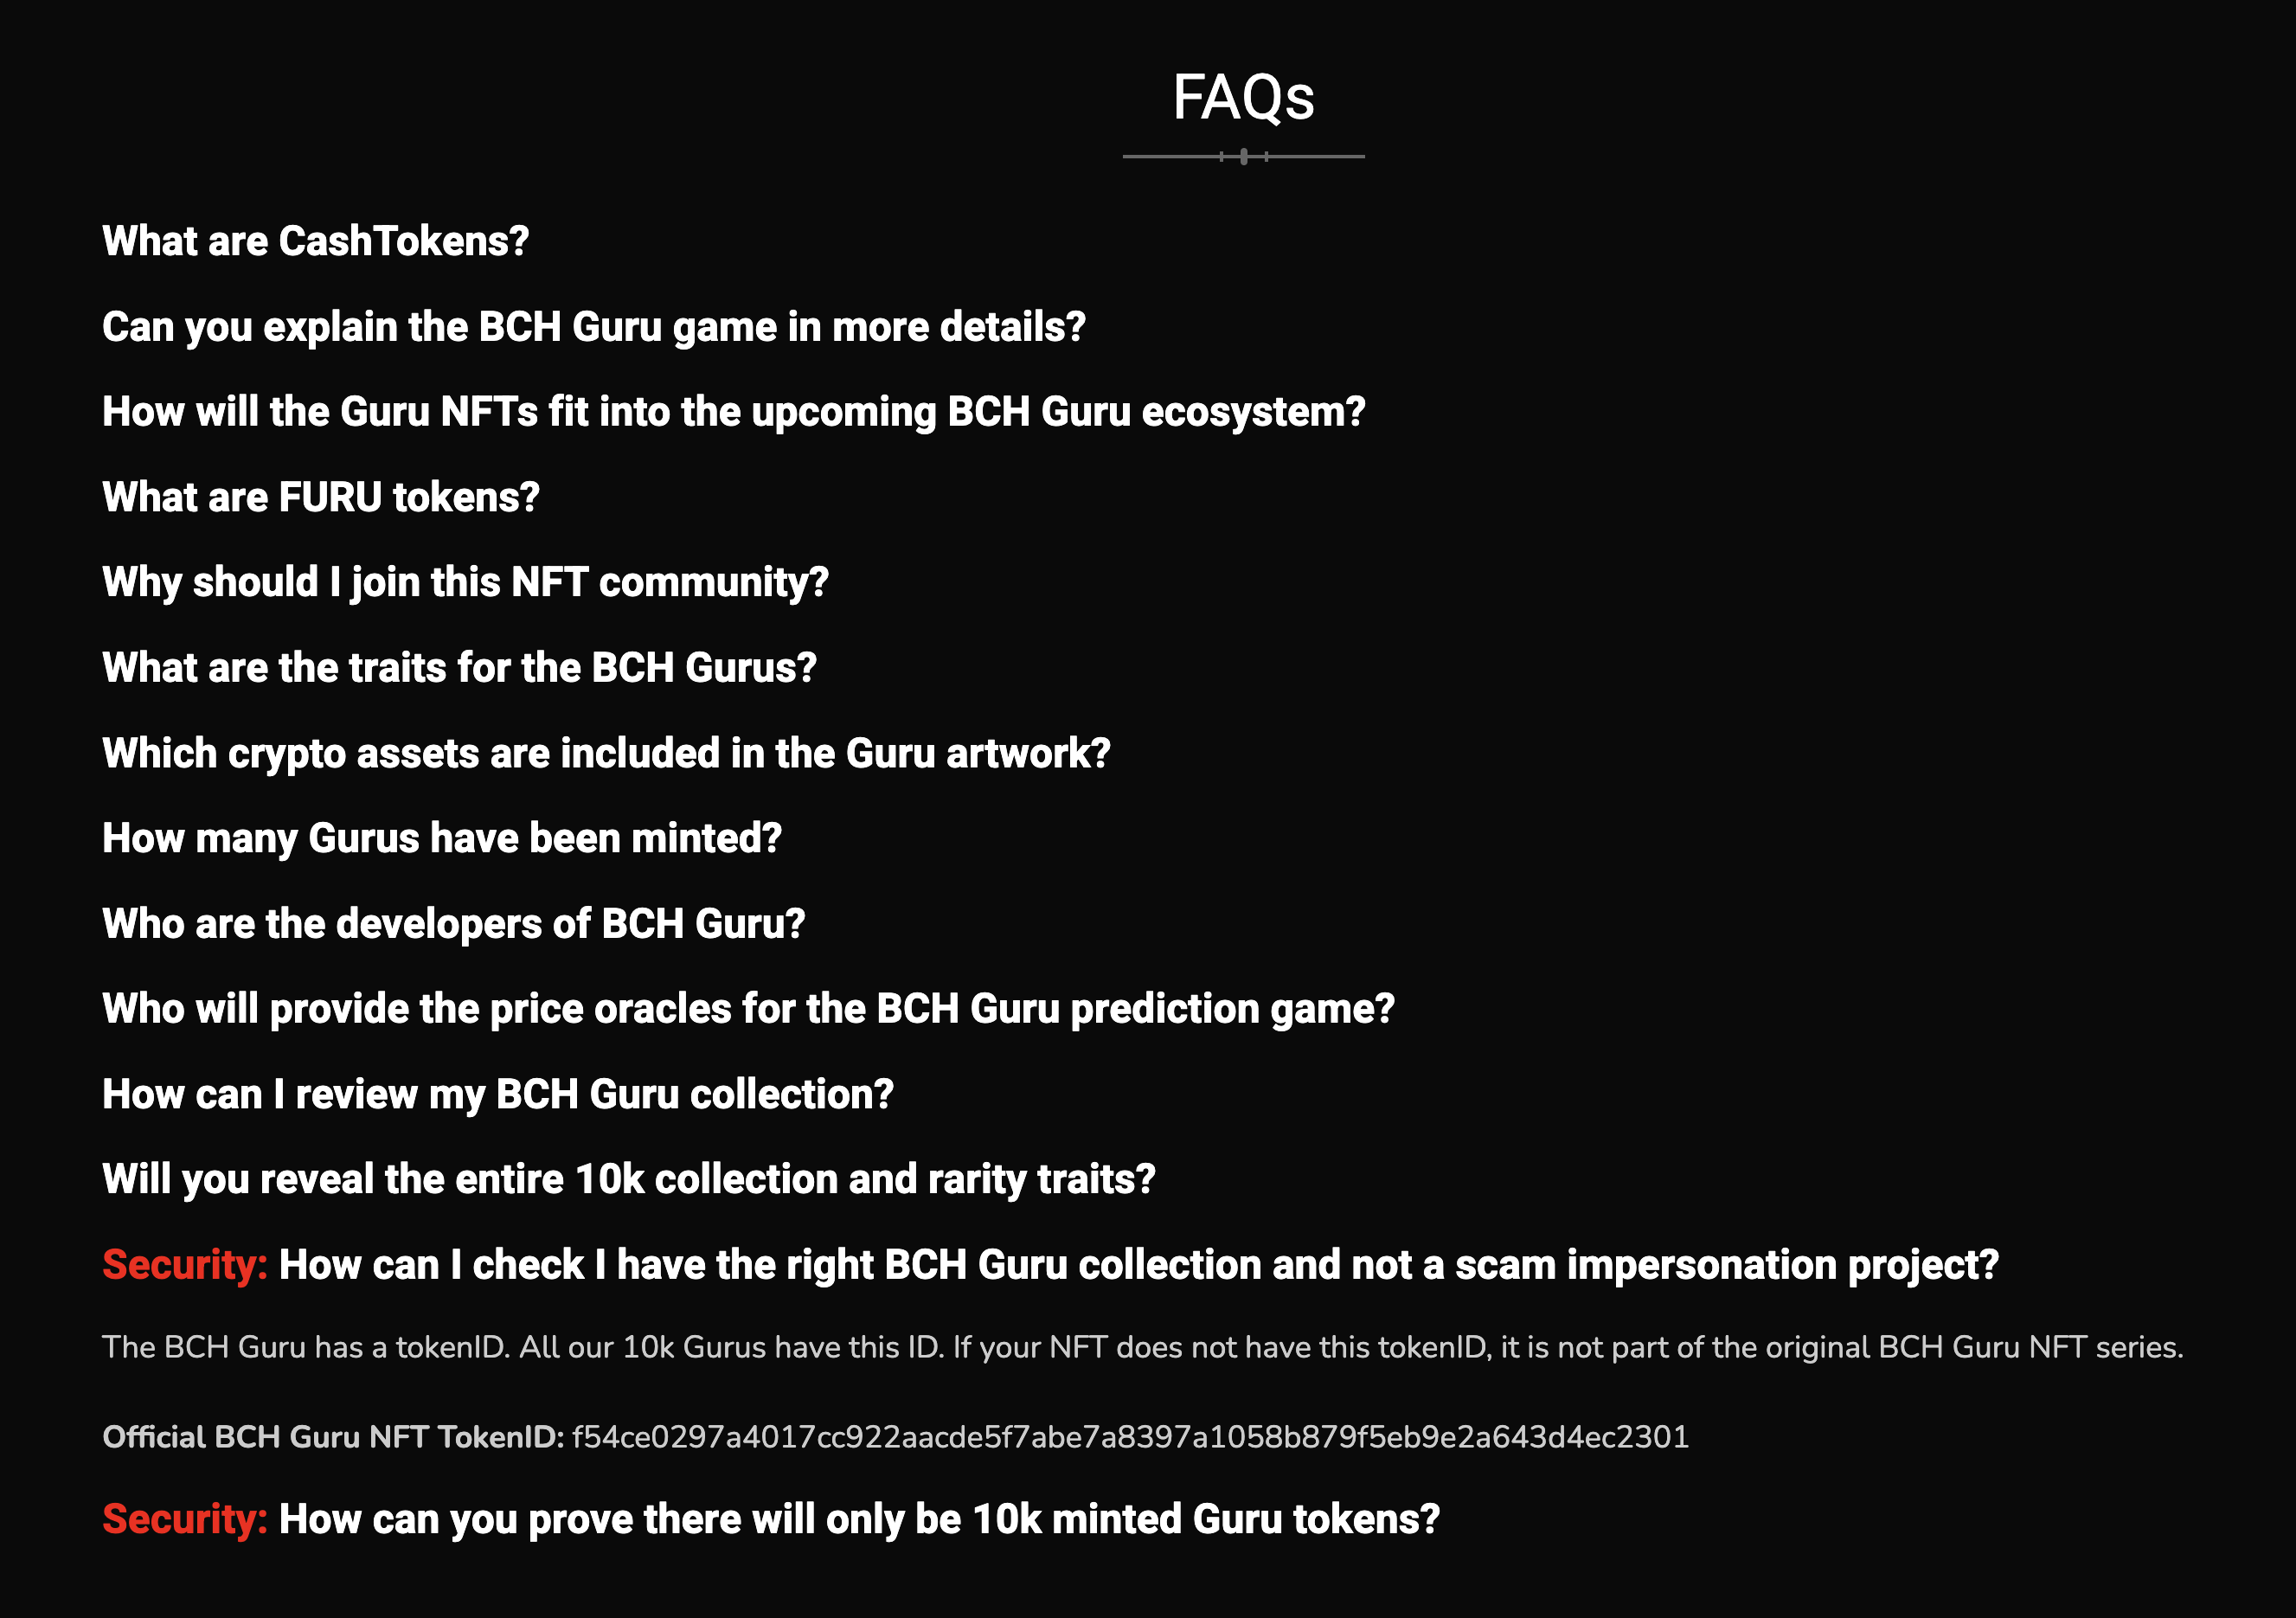 FAQs
What are CashTokens?
Can you explain the BCH Guru game in more details?
How will the Guru NFTs fit into the upcoming BCH Guru ecosystem?
What are FURU tokens?
Why should I join this NFT community?
What are the traits for the BCH Gurus?
Which crypto assets are included in the Guru artwork?
How many Gurus have been minted?
Who are the developers of BCH Guru?
Who will provide the price oracles for the BCH Guru prediction game?
How can I review my BCH Guru collection?
Will you reveal the entire 10k collection and rarity traits?
Security: How can I check I have the right BCH Guru collection and not a scam impersonation project?
The BCH Guru has a tokenID. All our 10k Gurus have this ID. If your NFT does not have this tokenID, it is not part of the original BCH Guru NFT series.
Official BCH Guru NFT TokenID: f54ce0297a4017cc922aacde5f7abe7a8397a1058b879f5eb9e2a643d4ec2301
Security: How can you prove there will only be 10k minted Guru tokens?